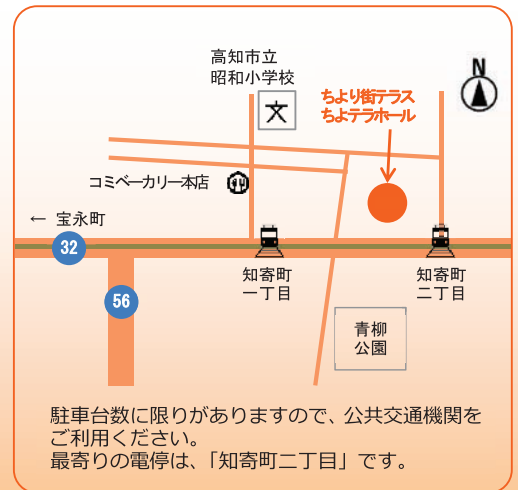 高知市立
昭和小学校
N
文
ちより街テラス
ちよテラホール
コミベーカリー本店
← 宝永町
32
知寄町
一丁目
知寄町
二丁目
56
青柳
公園
駐車台数に限りがありますので、公共交通機関を
ご利用ください。
最寄りの電停は、「知寄町二丁目」です。